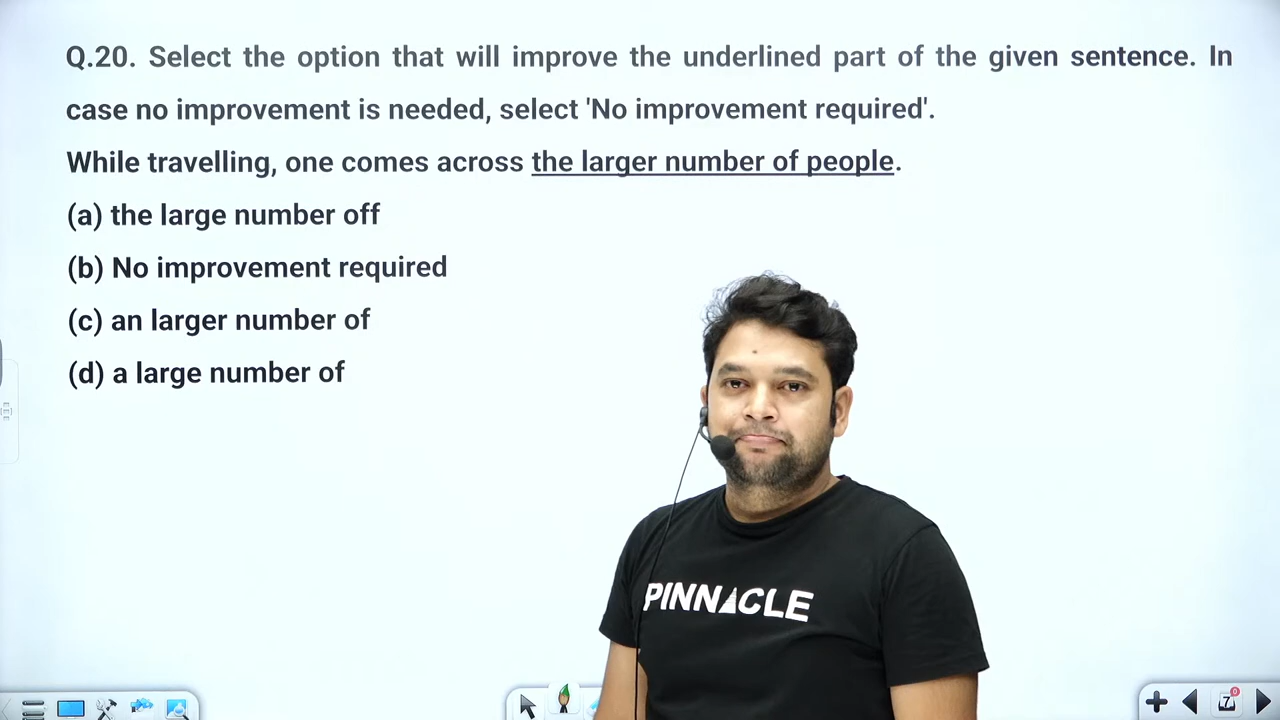 Q.20. Select the option that will improve the underlined part of the given sentence. In
case no improvement is needed, select 'No improvement required'.
While travelling, one comes across the larger number of people.
(a) the large number off
(b) No improvement required
(c) an larger number of
(d) a large number of
PINNACLE
7
0